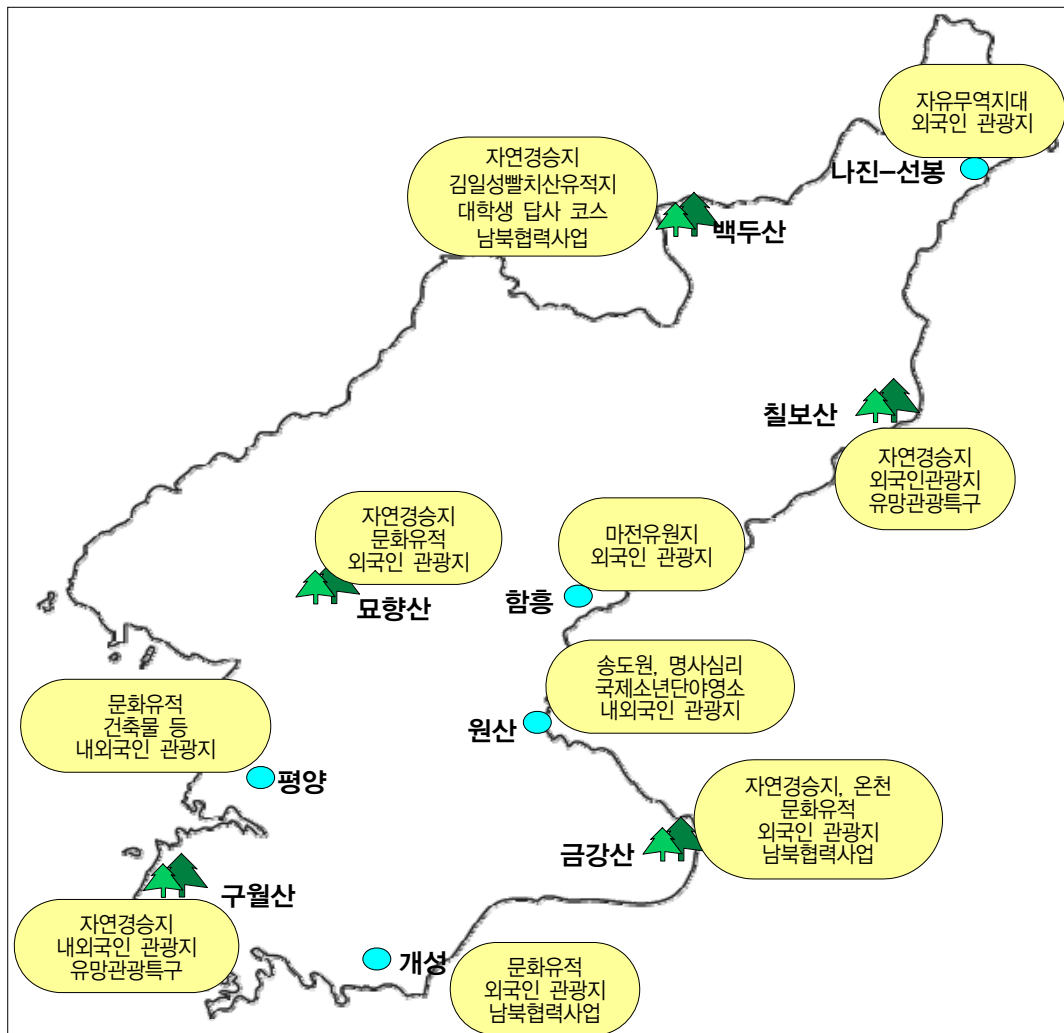 자유무역지대
외국인 관광지
나진-선봉
자연경승지
김일성빨치산유적지
대학생 답사 코스
남북협력사업
백두산
칠보산
자연경승지
외국인관광지
유망관광특구
자연경승지
문화유적
외국인 관광지
묘향산
마전유원지
외국인 관광지
함흥
송도원, 명사심리
국제소년단야영소
내외국인 관광지
원산
문화유적
건축물 등
내외국인 관광지
평양
자연경승지, 온천
문화유적
외국인 관광지
남북협력사업
금강산
구월산
자연경승지
내외국인 관광지
유망관광특구
개성
문화유적
외국인 관광지
남북협력사업